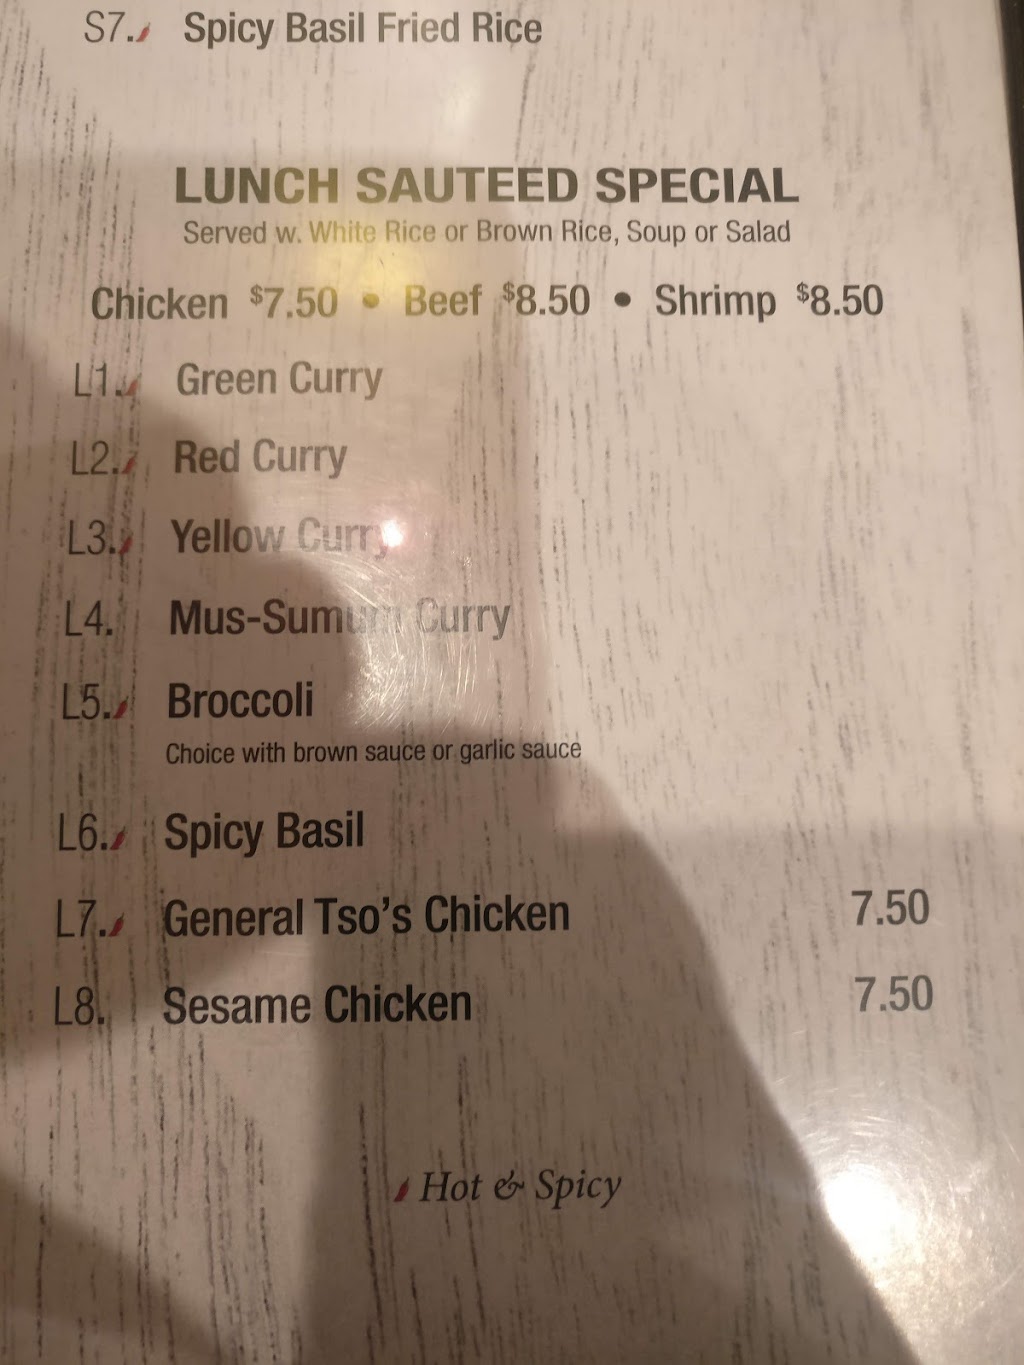 S7. Spicy Basil Fried Rice
LUNCH SAUTEED SPECIAL
Served w. White Rice or Brown Rice, Soup or Salad
Chicken $7.50 • Beef $8.50 • Shrimp $8.50
L1. Green Curry
L2. Red Curry
L3. Yellow Curry
L4. Mus-Sumum Curry
L5. Broccoli
Choice with brown sauce or garlic sauce
L6. Spicy Basil
L7. General Tso's Chicken 7.50
L8. Sesame Chicken 7.50
Hot & Spicy